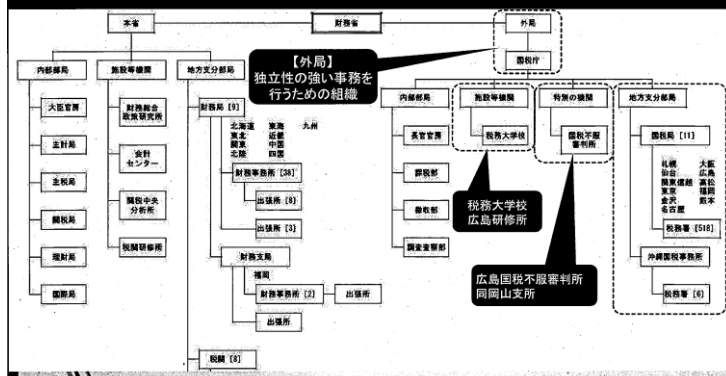 本省
財務省
外局
【外局】
独立性の強い事務を
行うための組織
国税庁
内部部局
施設等機関
地方支分部局
大臣官房
主計局
主税局
関税局
理財局
国際局
財務総合
政策研究所
会計
センター
関税中央
分析所
税関研修所
財務局 [9]
北海道 東海 九州
東北 近畿
関東 中国
北陸 四国
財務事務所 [38]
出張所 [8]
出張所 [3]
財務支局
福岡
財務事務所 [2]
出張所
出張所
税関 [8]
内部部局
施設等機関
特別の機関
地方支分部局
長官官房
課税部
徴収部
調査査察部
税務大学校
税務大学校
広島研修所
国税不服
審判所
広島国税不服審判所
同岡山支所
国税局 [11]
札幌 大阪
仙台 広島
関東信越 高松
東京 福岡
金沢 熊本
名古屋
税務署 [518]
沖縄国税事務所
税務署 [6]